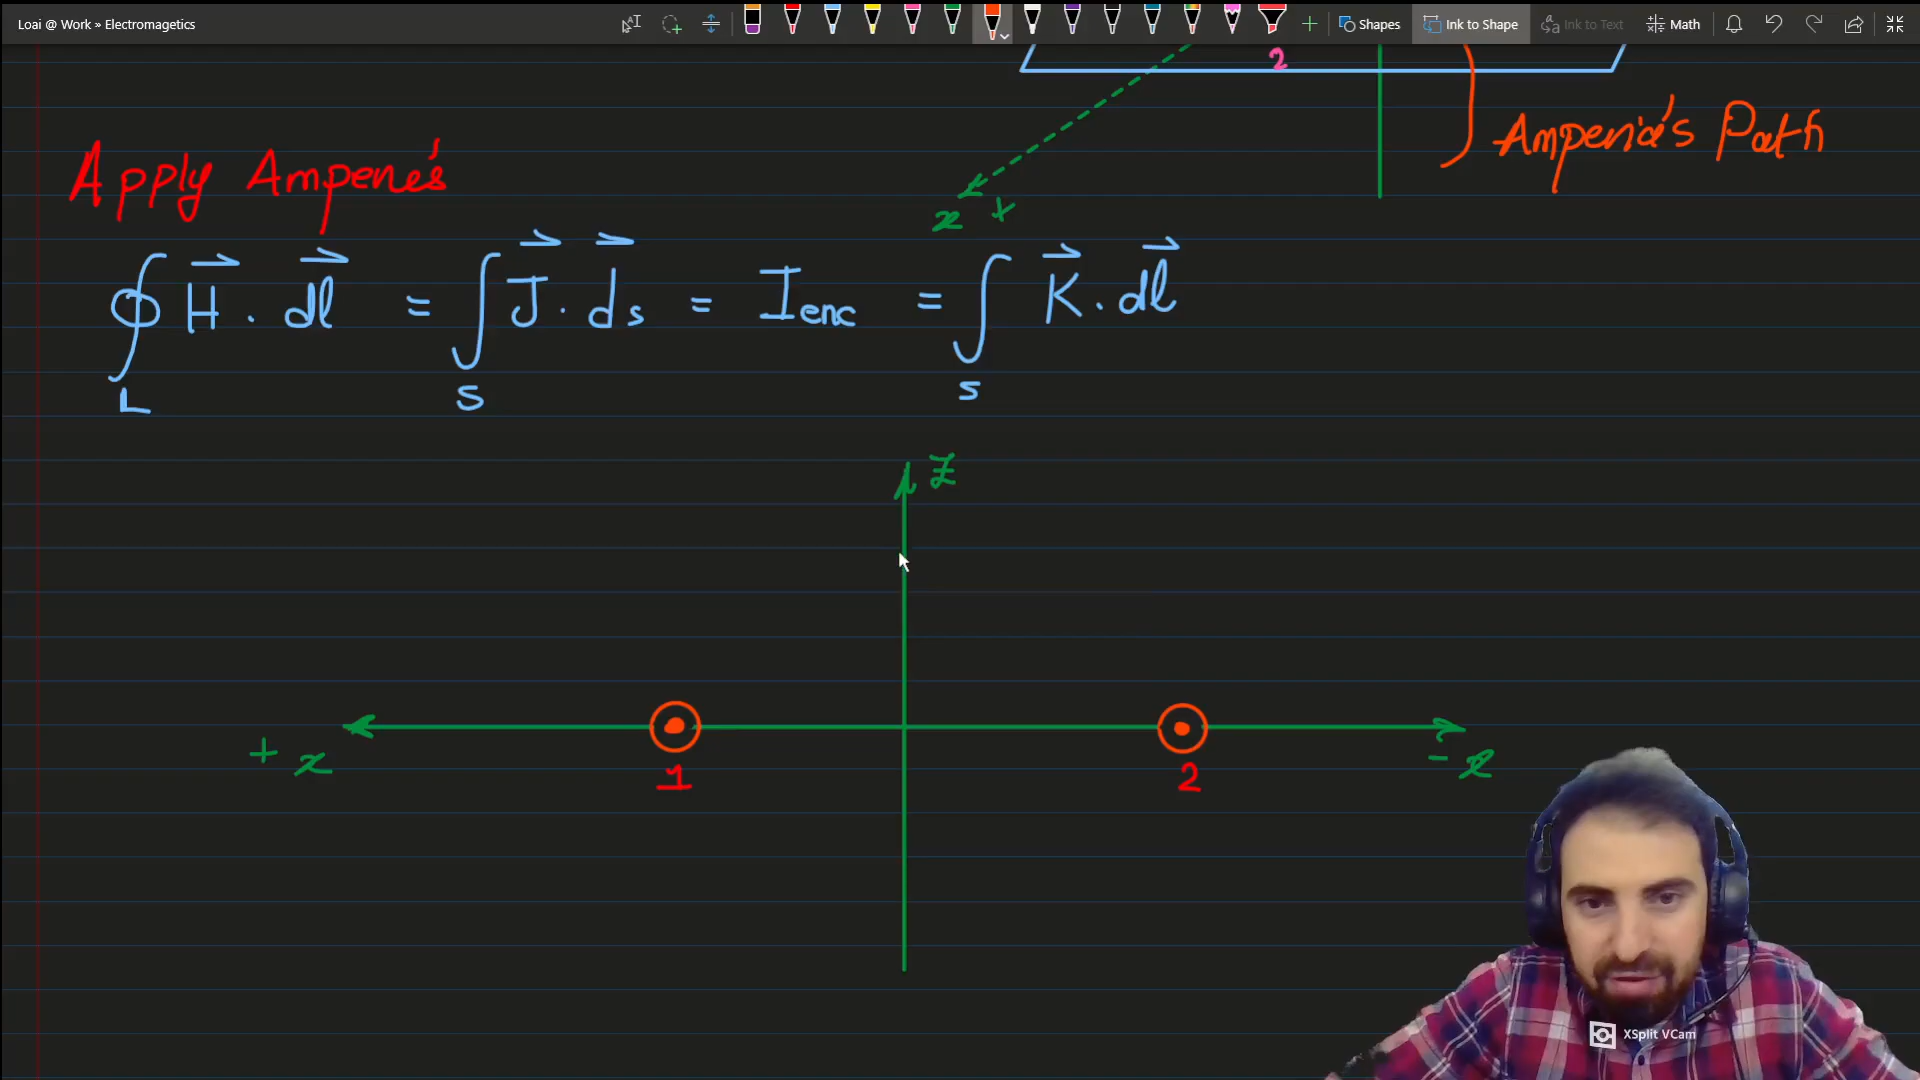 Loai @ Work » Electromagetics
Shapes
Ink to Shape
Ink to Text
Math
2
Ampere's Path
Apply Ampere's
x +
∮ H⃗ . dl⃗ = ∫ J⃗ . d⃗s = Ienc = ∫ K⃗ . dl⃗
L S S
Z
+ x
- x
1
2
XSplit VCam